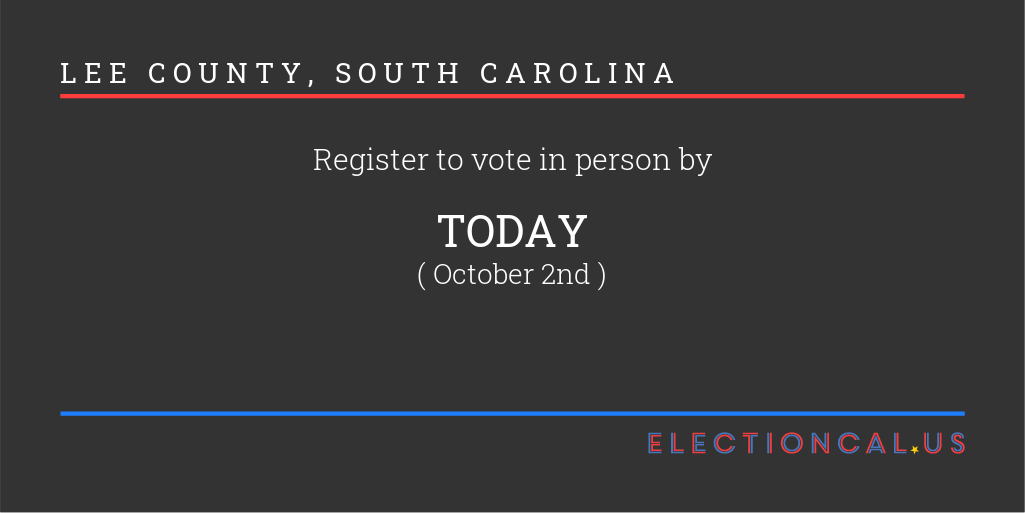 LEE COUNTY, SOUTH CAROLINA
Register to vote in person by
TODAY
( October 2nd )
ELECTIONCAL.US